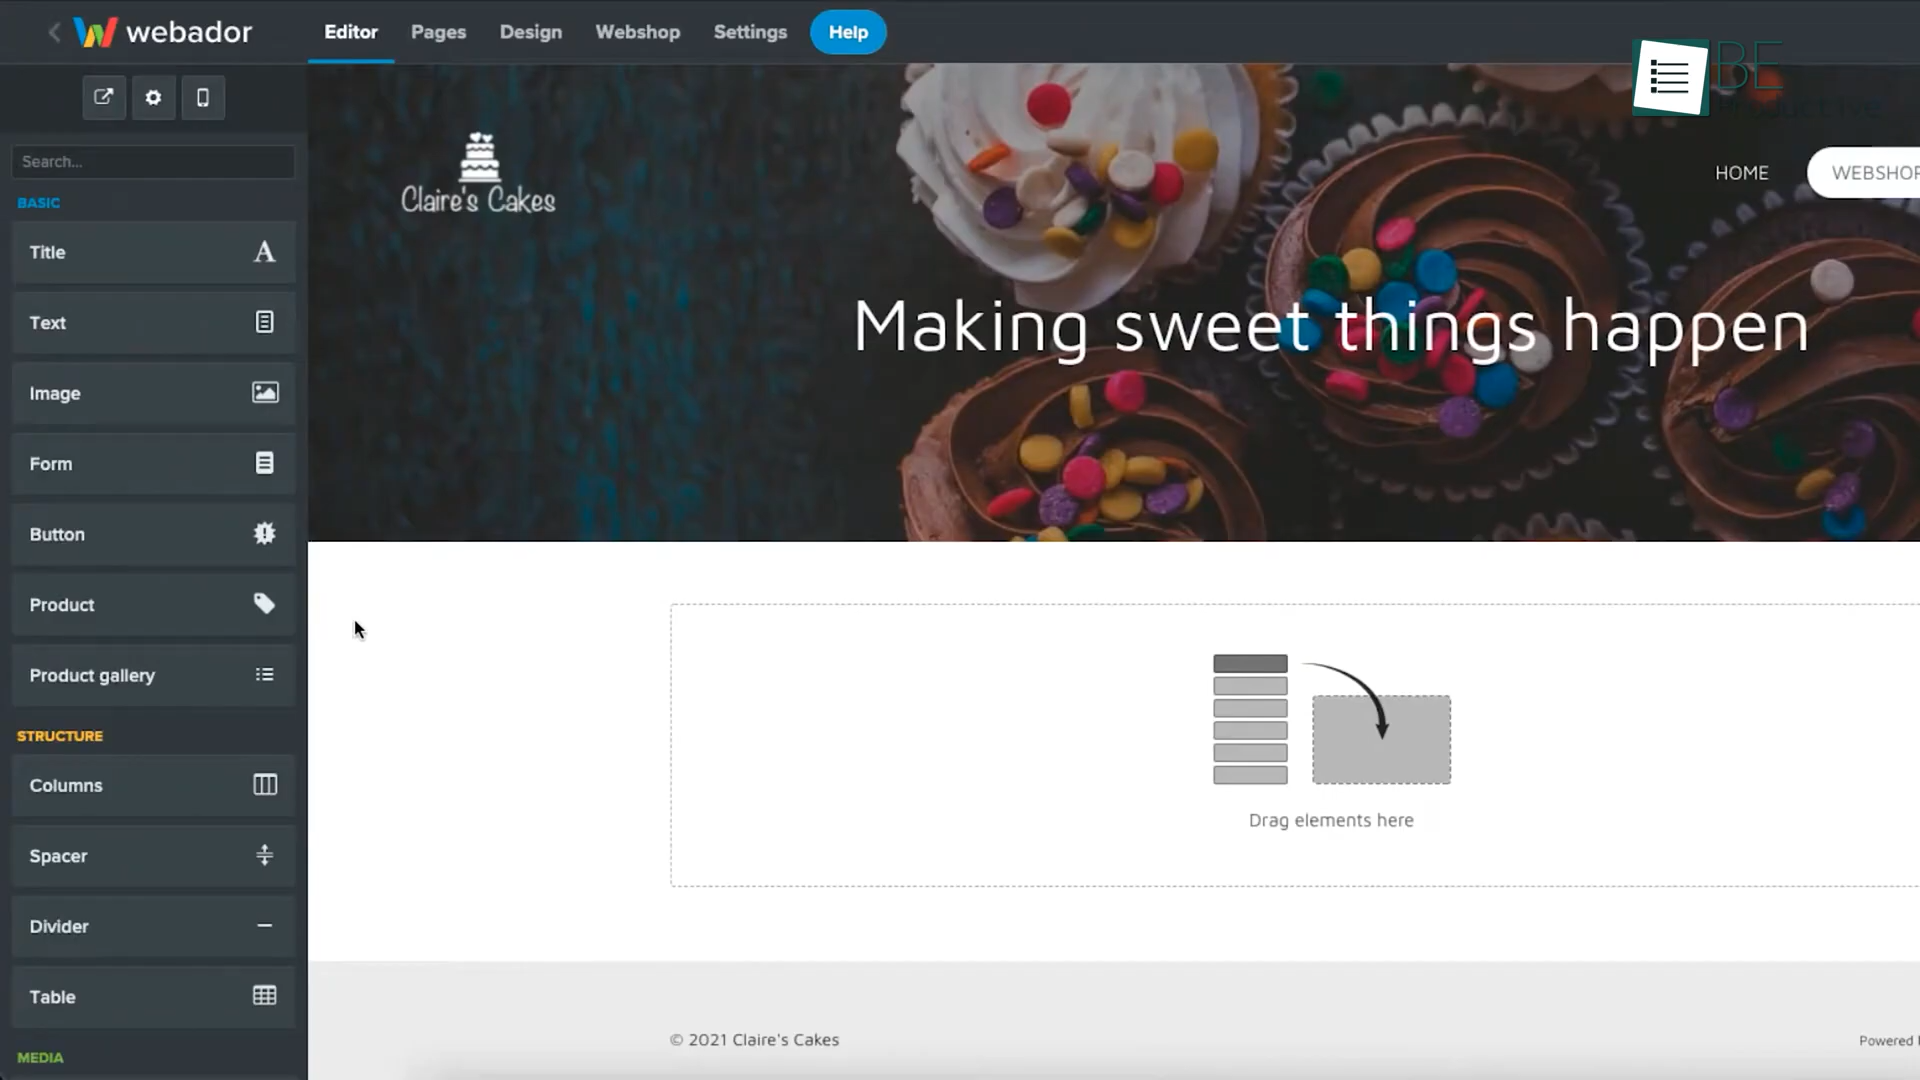 webador
Editor
Pages
Design
Webshop
Settings
Help
BE
Productive
Search...
BASIC
Title
Text
Image
Form
Button
Product
Product gallery
STRUCTURE
Columns
Spacer
Divider
Table
MEDIA
Claire's Cakes
HOME
WEBSHOP
Making sweet things happen
Drag elements here
© 2021 Claire's Cakes
Powered